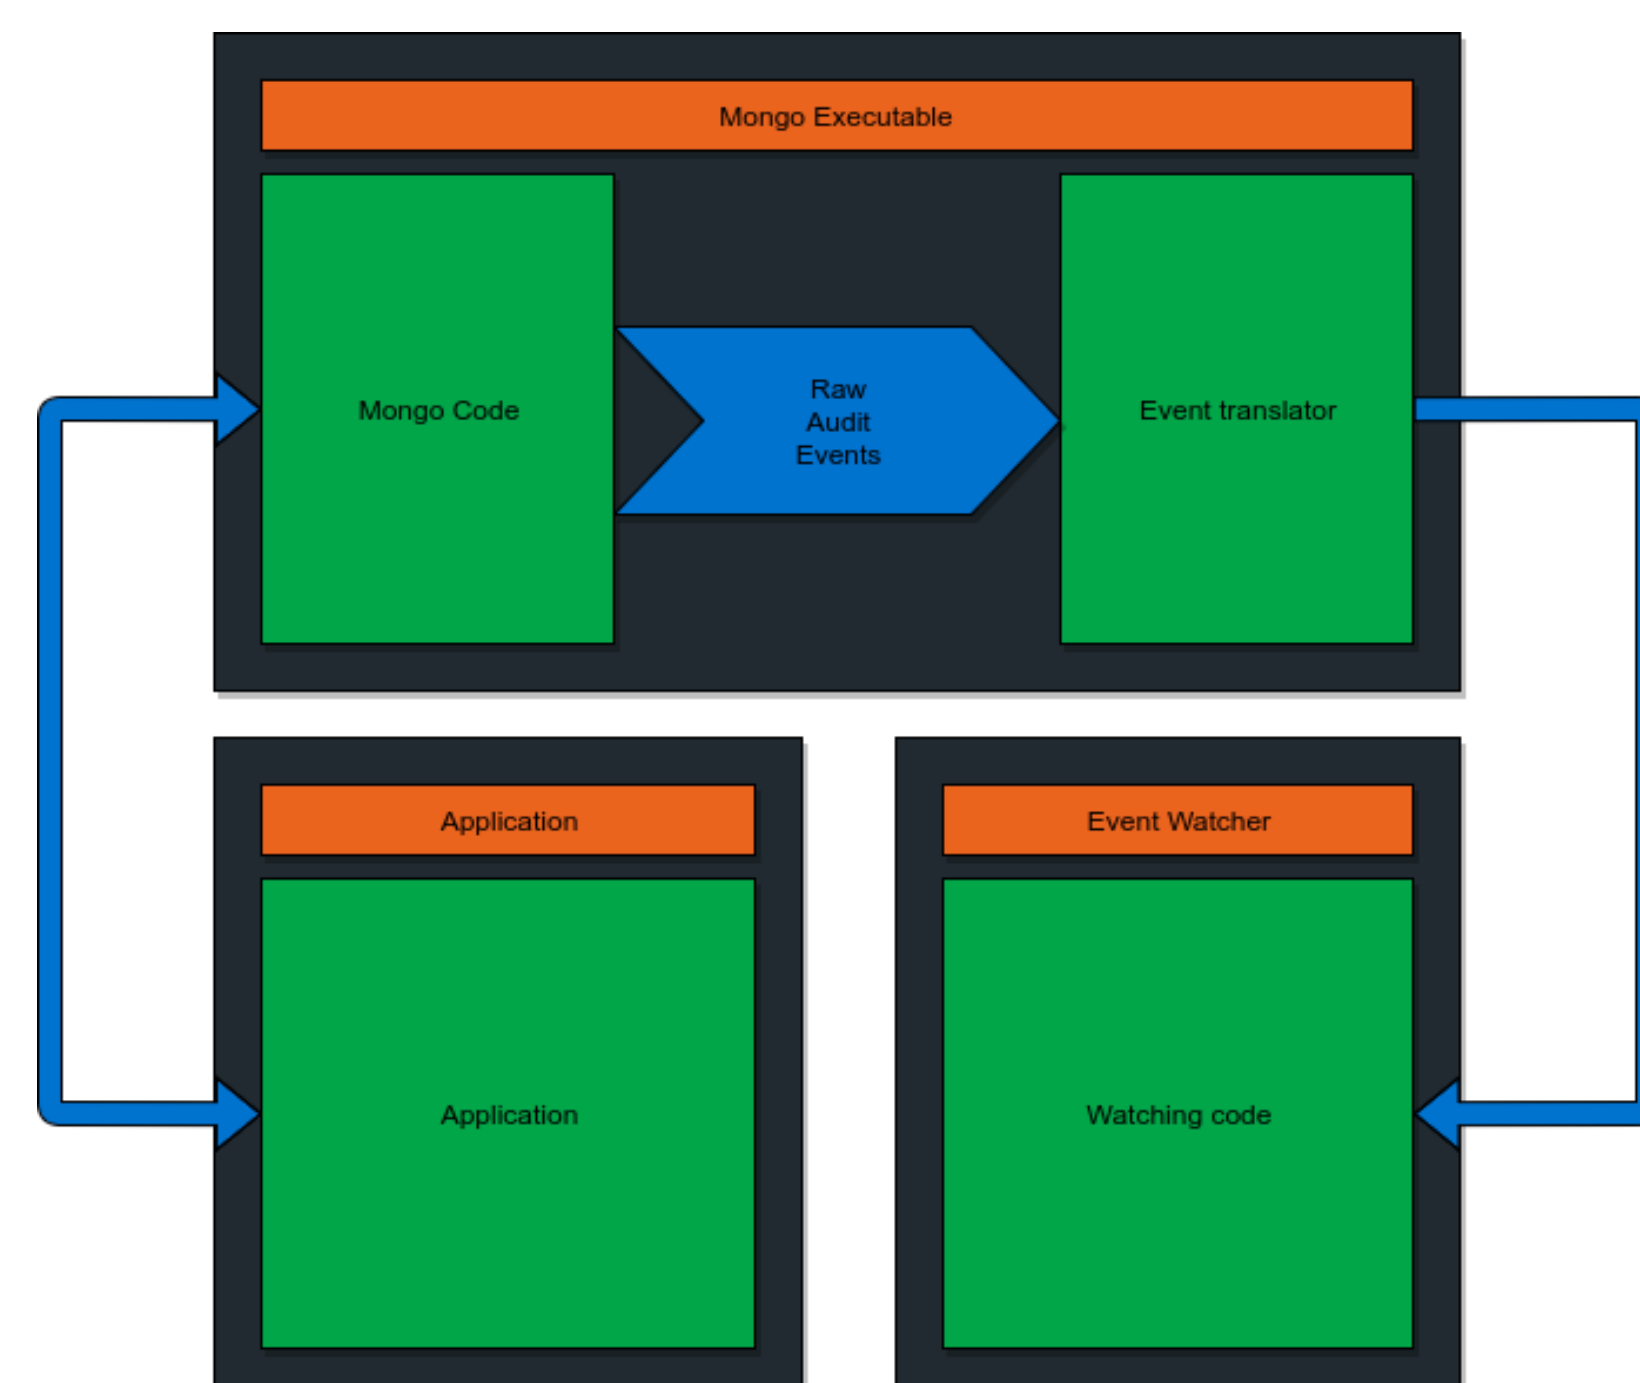 Mongo Executable
Mongo Code
Raw
Audit
Events
Event translator
Application
Event Watcher
Application
Watching code